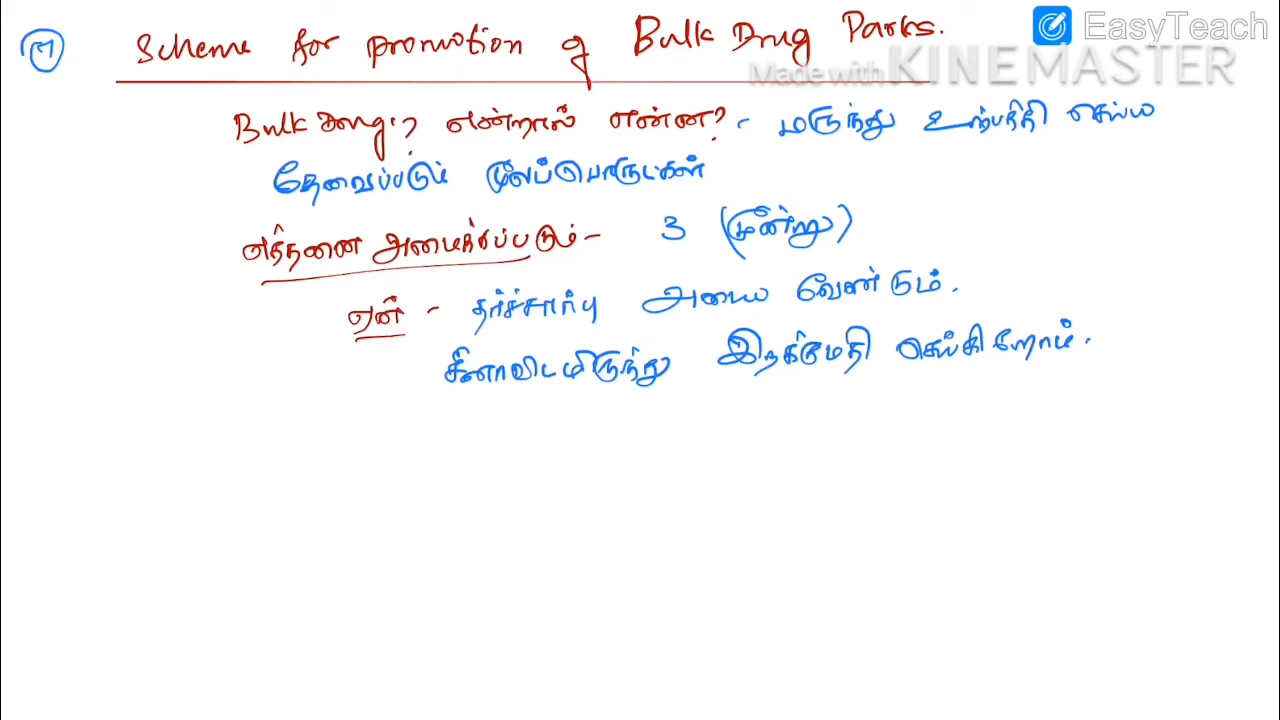 ௭ Scheme for promotion of Bulk Drug Parks.
EasyTeach
Made with KINEMASTER
Bulk drug? என்றால் என்ன? - மருந்து உற்பத்தி செய்ய
தேவைப்படும் மூலப்பொருட்கள்
எத்தனை அமைக்கப்படும் - 3 (மூன்று)
ஏன் - தற்சார்பு அடைய வேண்டும்.
சீனாவிடமிருந்து இறக்குமதி செய்கிறோம்.